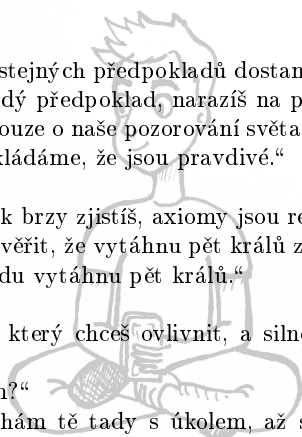 stejných předpokladů dostan
dý předpoklad, narazíš na p
ouze o naše pozorování světa
kládáme, že jsou pravdivé.“
k brzy zjistíš, axiomy jsou re
věřit, že vytáhnu pět králů z
du vytáhnu pět králů.“
který chceš ovlivnit, a silně
n?“
hám tě tady s úkolem, až s